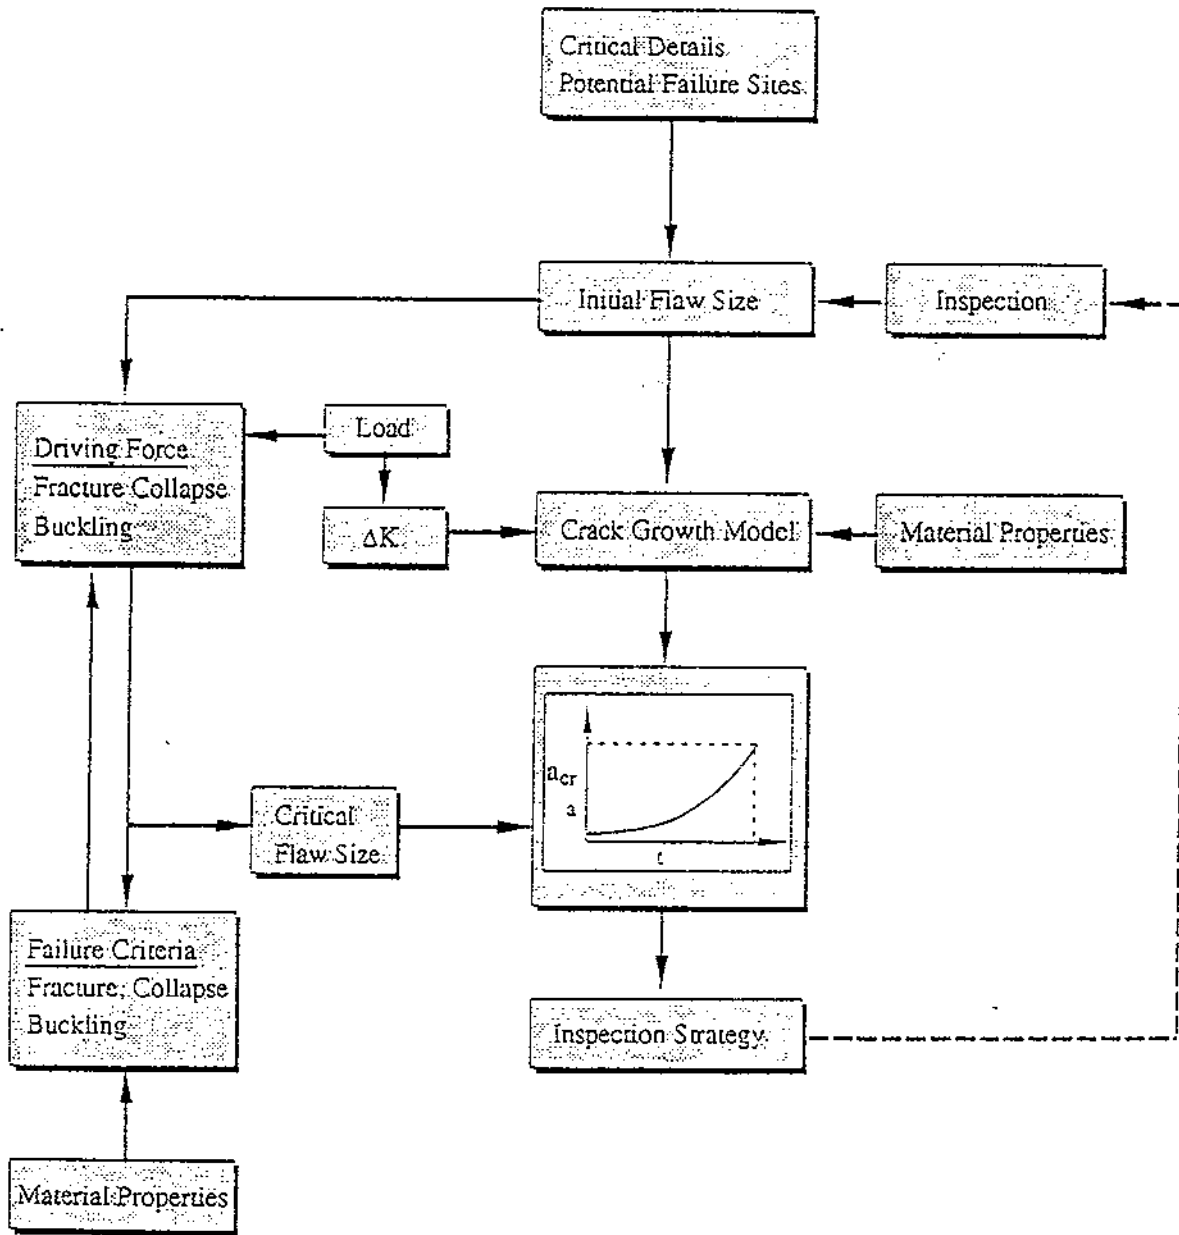 Critical Details
Potential Failure Sites
Initial Flaw Size
Inspection
Driving Force
Fracture Collapse
Buckling
Load
ΔK
Crack Growth Model
Material Properties
a_cr
a
t
Critical
Flaw Size
Failure Criteria
Fracture; Collapse
Buckling
Inspection Strategy
Material Properties